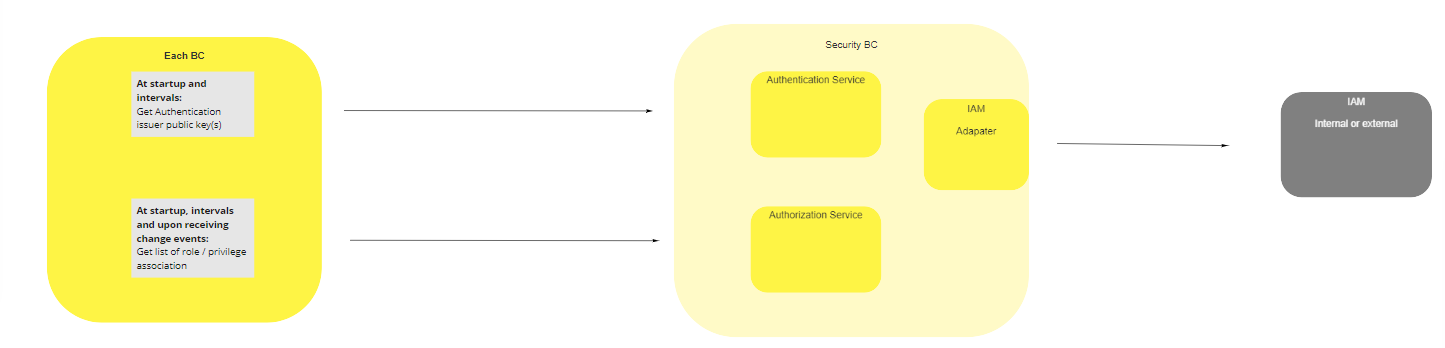 Each BC
At startup and
intervals:
Get Authentication
issuer public key(s)
At startup, intervals
and upon receiving
change events:
Get list of role / privilege
association
Security BC
Authentication Service
IAM
Adapater
Authorization Service
IAM
Internal or external